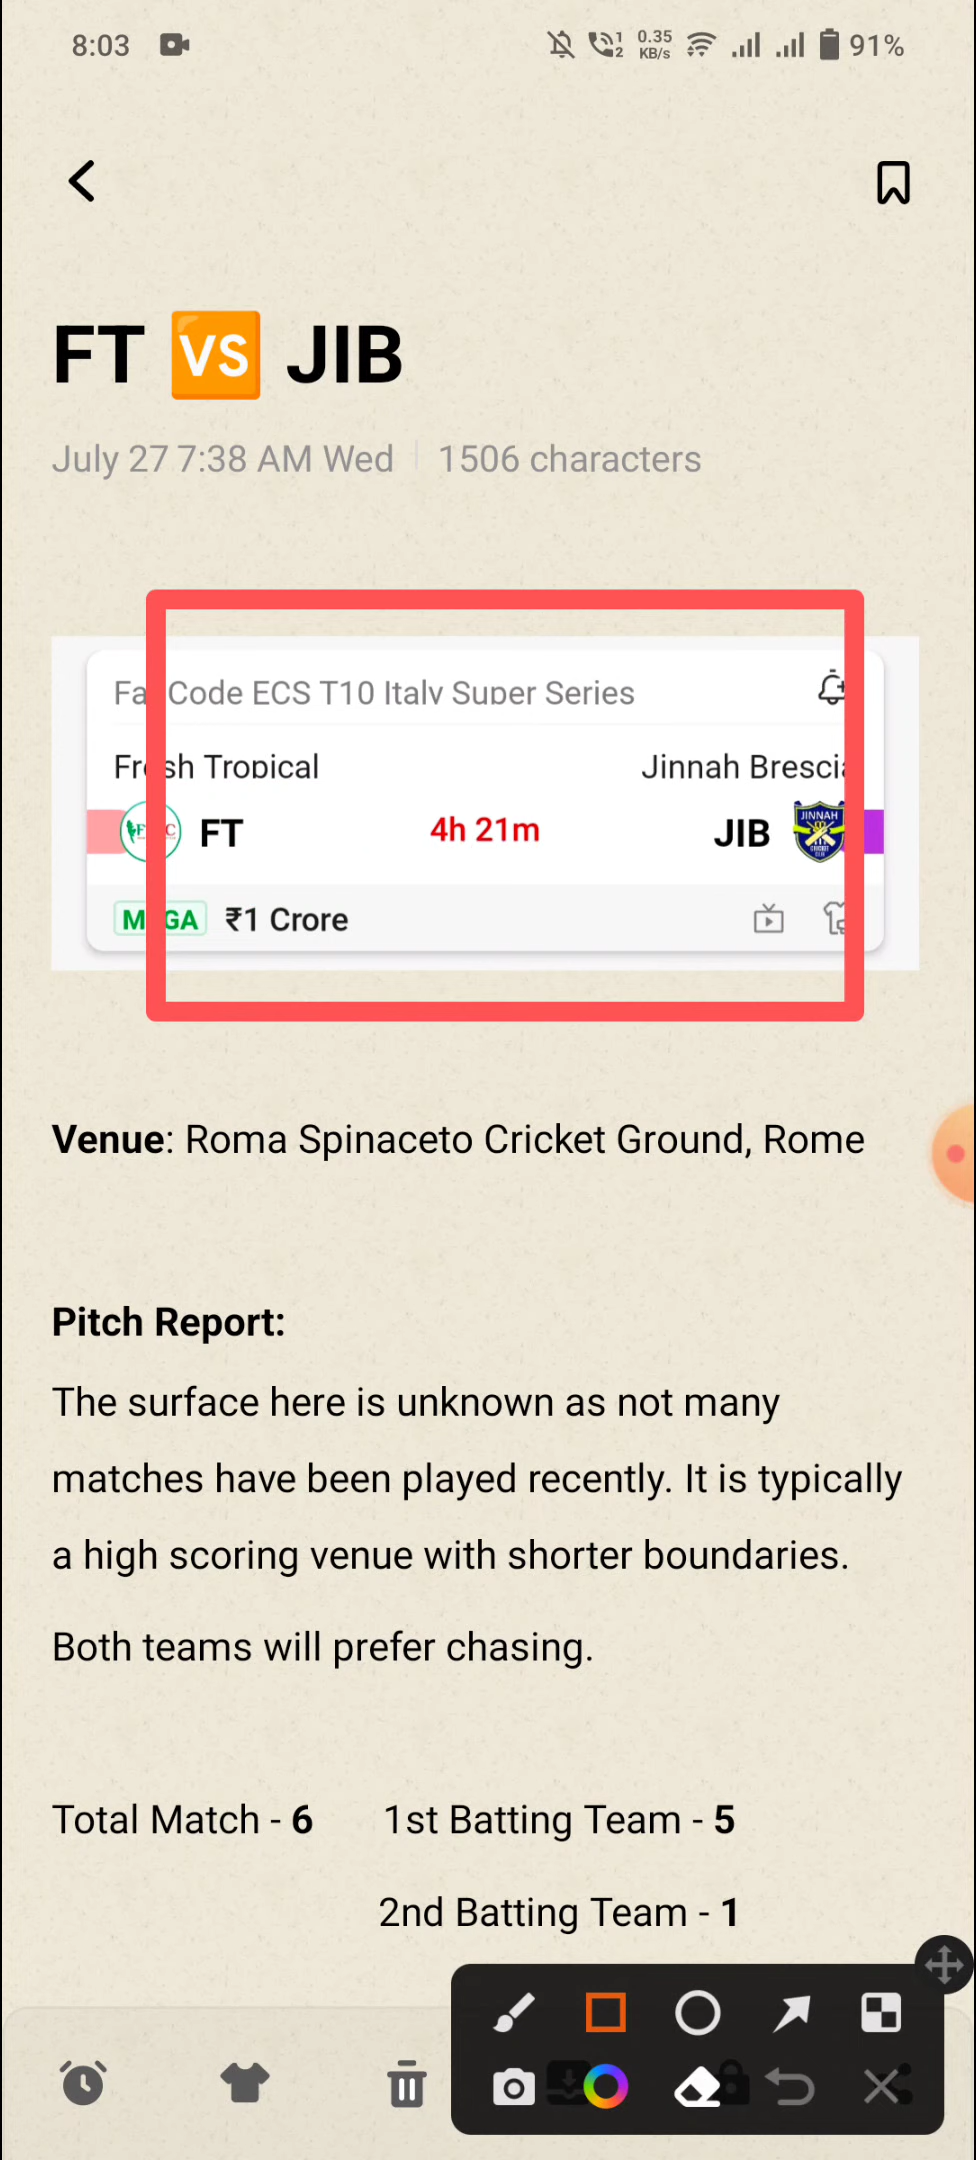 8:03
1
2
0.35
KB/s
91%
FT VS JIB
July 27 7:38 AM Wed | 1506 characters
Code ECS T10 Italy Super Series
Tropical
Jinnah
FT
4h 21m
JIB
JINNAH
₹1 Crore
Venue: Roma Spinaceto Cricket Ground, Rome
Pitch Report:
The surface here is unknown as not many
matches have been played recently. It is typically
a high scoring venue with shorter boundaries.
Both teams will prefer chasing.
Total Match - 6 1st Batting Team - 5
2nd Batting Team - 1